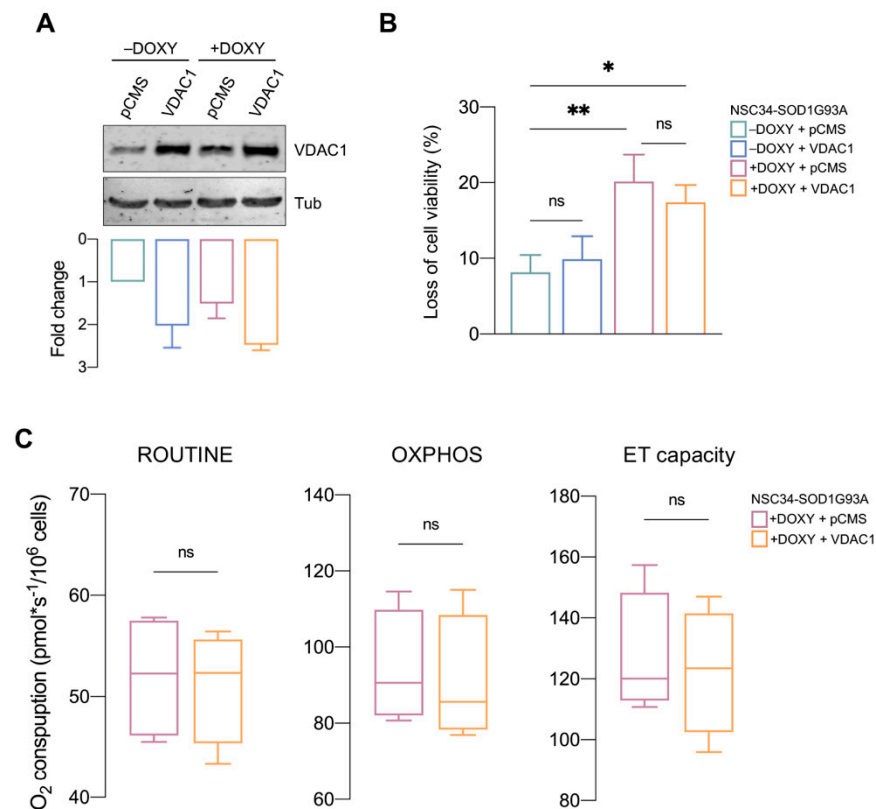 A
–DOXY +DOXY
pCMS VDAC1 pCMS VDAC1
VDAC1
Tub
Fold change
0
1
2
3
B
Loss of cell viability (%)
30
20
10
0
*
**
ns
ns
NSC34-SOD1G93A
–DOXY + pCMS
–DOXY + VDAC1
+DOXY + pCMS
+DOXY + VDAC1
C
O2 conspuption (pmol*s⁻¹/10⁶ cells)
ROUTINE
70
60
50
40
ns
OXPHOS
140
120
100
80
60
ns
ET capacity
180
160
140
120
100
80
ns
NSC34-SOD1G93A
+DOXY + pCMS
+DOXY + VDAC1